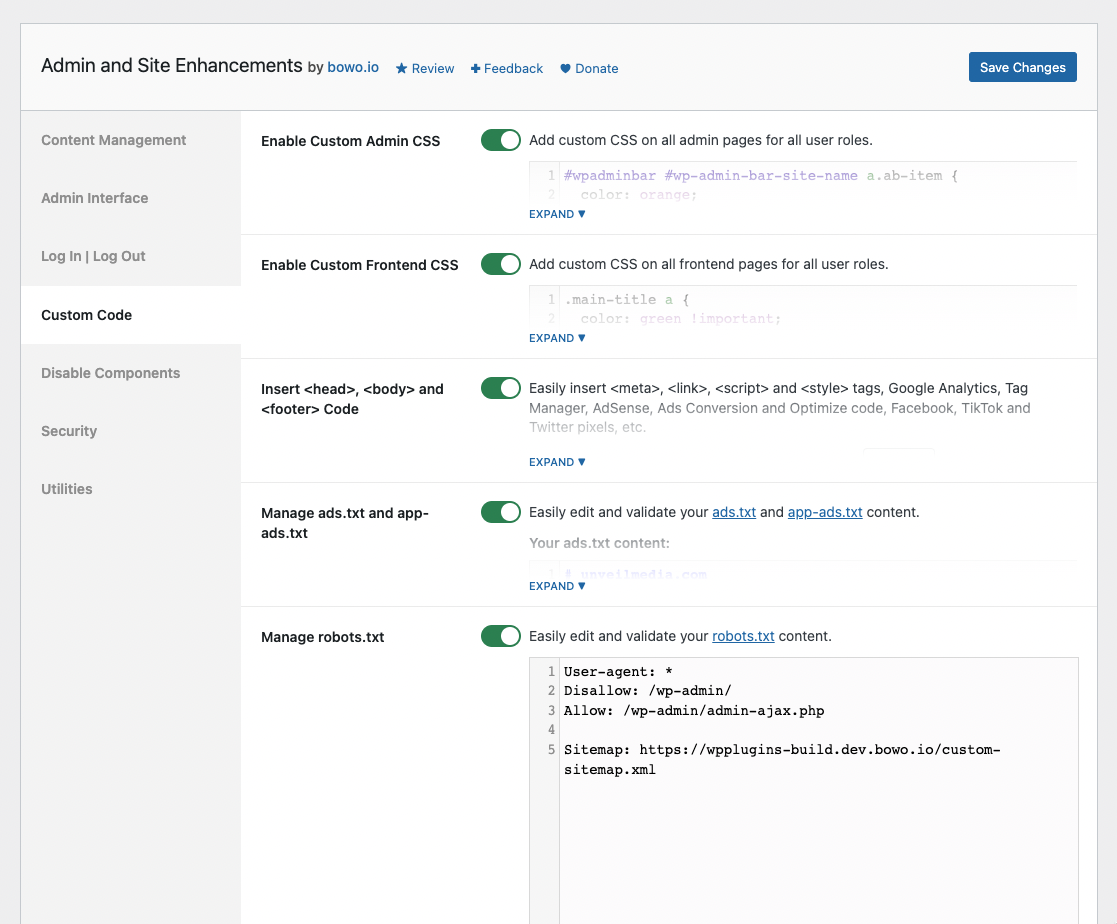 Admin and Site Enhancements by bowo.io Review Feedback Donate
Save Changes
Content Management
Admin Interface
Log In | Log Out
Custom Code
Disable Components
Security
Utilities
Enable Custom Admin CSS
Add custom CSS on all admin pages for all user roles.
1 #wpadminbar #wp-admin-bar-site-name a.ab-item {
2 color: orange;
EXPAND ▼
Enable Custom Frontend CSS
Add custom CSS on all frontend pages for all user roles.
1 .main-title a {
2 color: green !important;
EXPAND ▼
Insert <head>, <body> and
<footer> Code
Easily insert <meta>, <link>, <script> and <style> tags, Google Analytics, Tag
Manager, AdSense, Ads Conversion and Optimize code, Facebook, TikTok and
Twitter pixels, etc.
EXPAND ▼
Manage ads.txt and app-
ads.txt
Easily edit and validate your ads.txt and app-ads.txt content.
Your ads.txt content:
1 #.unveilmedia.com
EXPAND ▼
Manage robots.txt
Easily edit and validate your robots.txt content.
1 User-agent: *
2 Disallow: /wp-admin/
3 Allow: /wp-admin/admin-ajax.php
4
5 Sitemap: https://wpplugins-build.dev.bowo.io/custom-
sitemap.xml